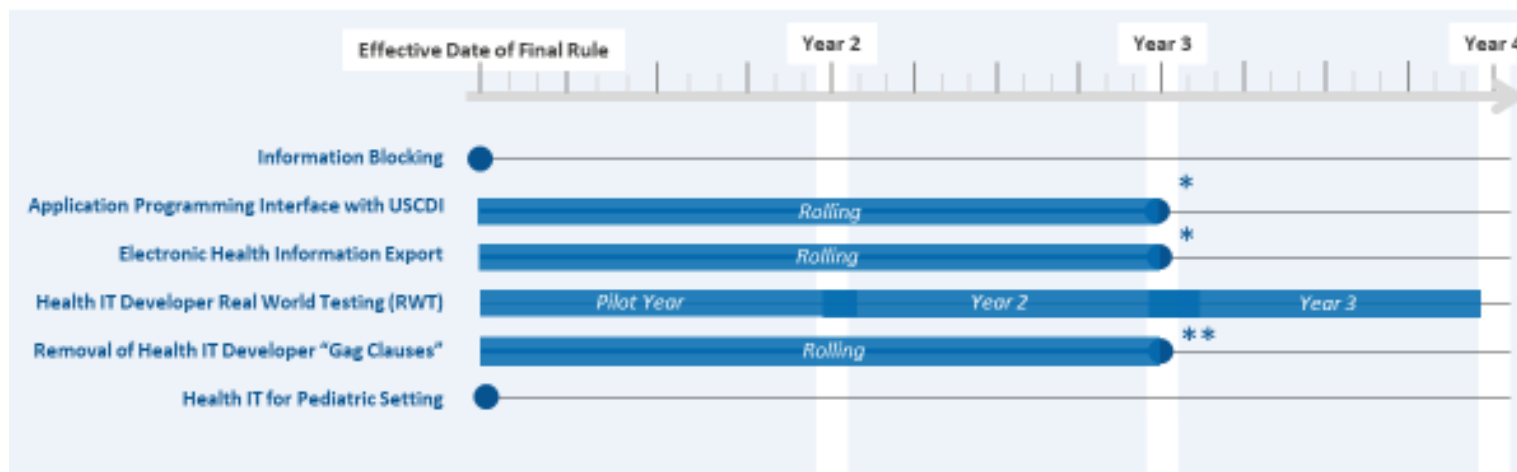 Effective Date of Final Rule
Year 2
Year 3
Year 4
Information Blocking
Application Programming Interface with USCDI
Rolling
*
Electronic Health Information Export
Rolling
*
Health IT Developer Real World Testing (RWT)
Pilot Year
Year 2
Year 3
Removal of Health IT Developer “Gag Clauses”
Rolling
**
Health IT for Pediatric Setting